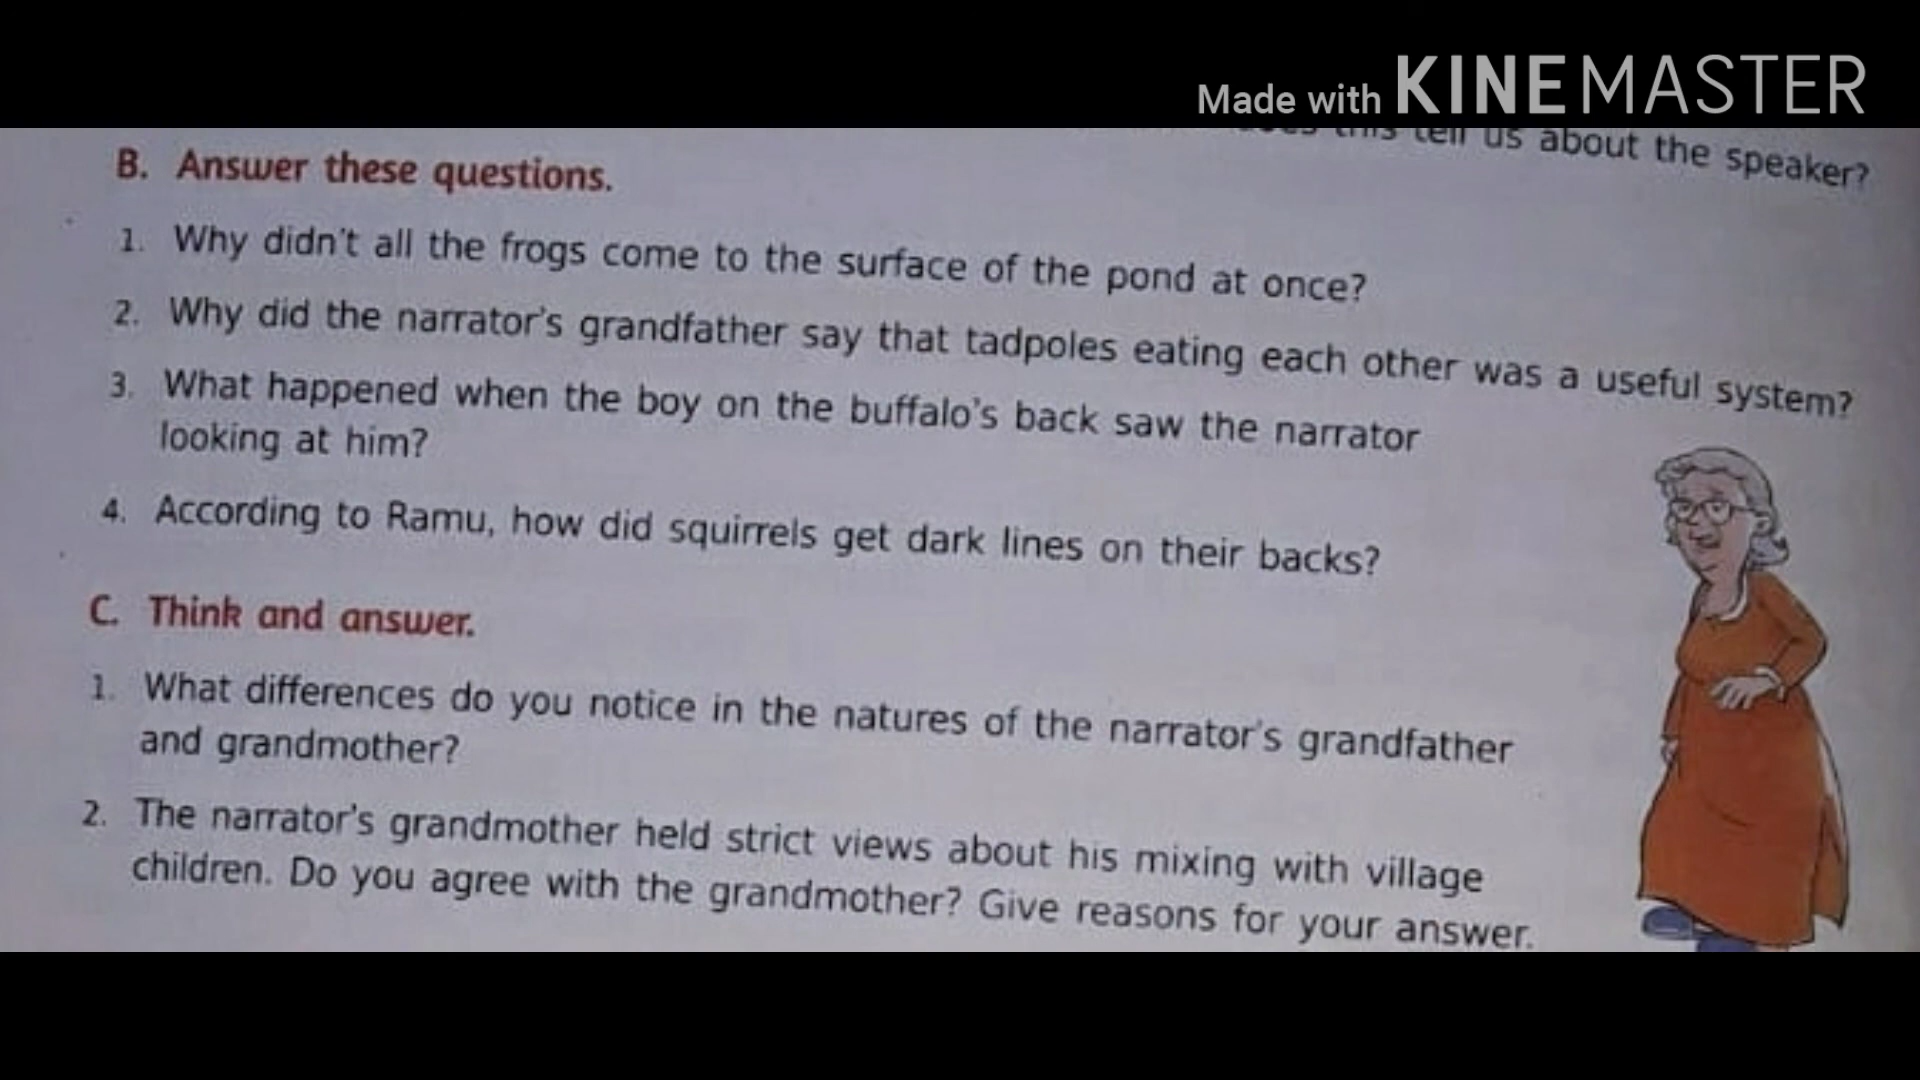 Made with KINEMASTER
this tell us about the speaker?
B. Answer these questions.
1. Why didn't all the frogs come to the surface of the pond at once?
2. Why did the narrator's grandfather say that tadpoles eating each other was a useful system?
3. What happened when the boy on the buffalo's back saw the narrator
looking at him?
4. According to Ramu, how did squirrels get dark lines on their backs?
C. Think and answer.
1. What differences do you notice in the natures of the narrator's grandfather
and grandmother?
2. The narrator's grandmother held strict views about his mixing with village
children. Do you agree with the grandmother? Give reasons for your answer.